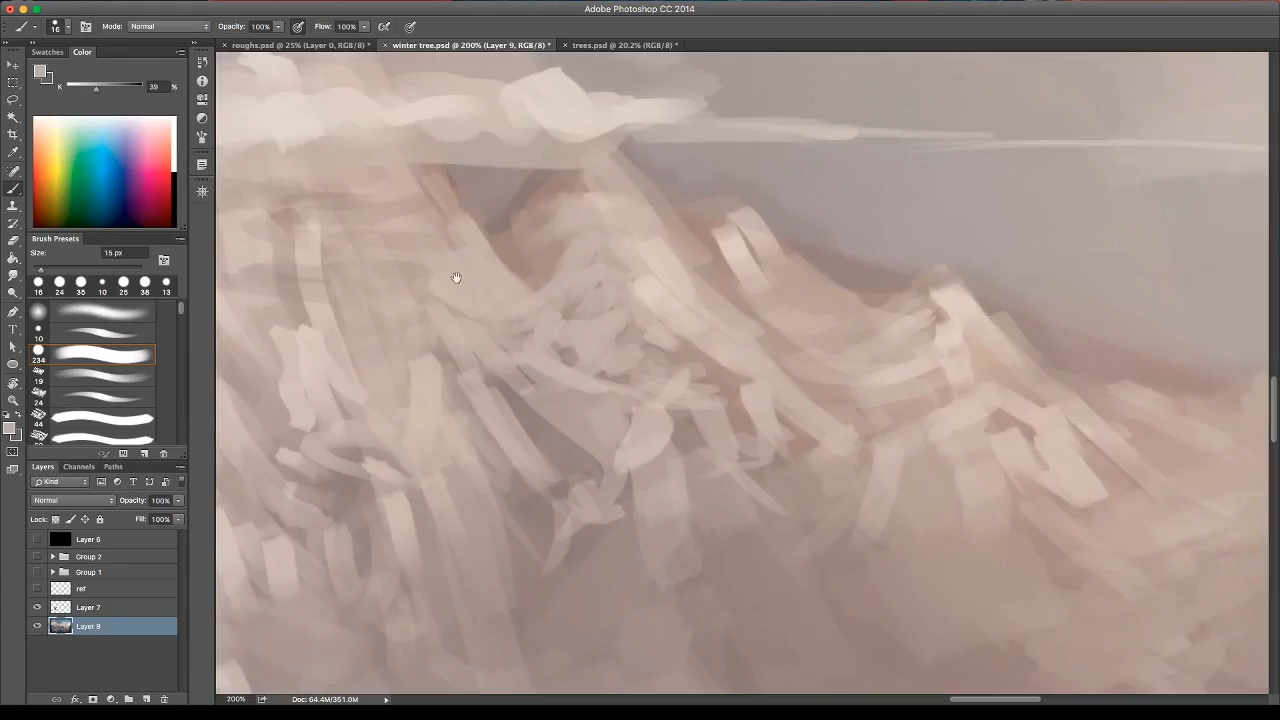 Adobe Photoshop CC 2014
16 Mode: Normal Opacity: 100% Flow: 100%
× roughs.psd @ 25% (Layer 0, RGB/8) * × winter tree.psd @ 200% (Layer 9, RGB/8) * × trees.psd @ 20.2% (RGB/8) *
Swatches Color
K 39 %
Brush Presets
Size: 15 px
16 24 35 10 25 38 13
10
234
19
24
44
Layers Channels Paths
Kind
Normal Opacity: 100%
Lock: Fill: 100%
Layer 6
Group 2
Group 1
ref
Layer 7
Layer 9
200% Doc: 64.4M/351.0M